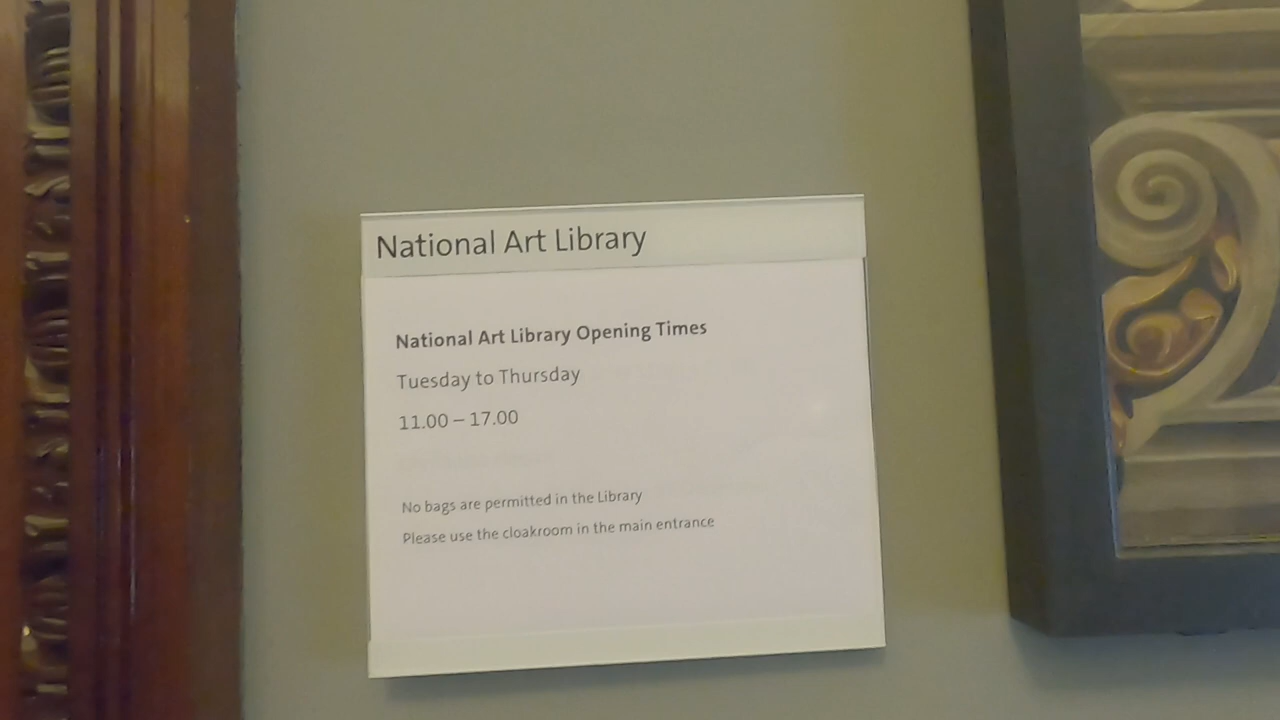 National Art Library
National Art Library Opening Times
Tuesday to Thursday
11.00 – 17.00
No bags are permitted in the Library
Please use the cloakroom in the main entrance